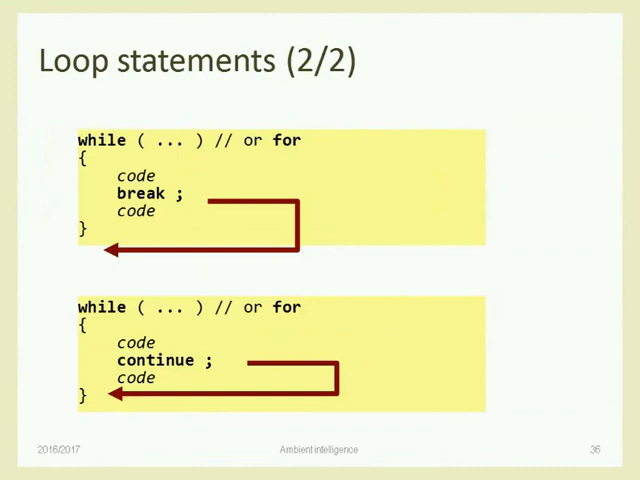 Loop statements (2/2)
while ( ... ) // or for
{
code
break ;
code
}
while ( ... ) // or for
{
code
continue ;
code
}
2016/2017 Ambient intelligence 36